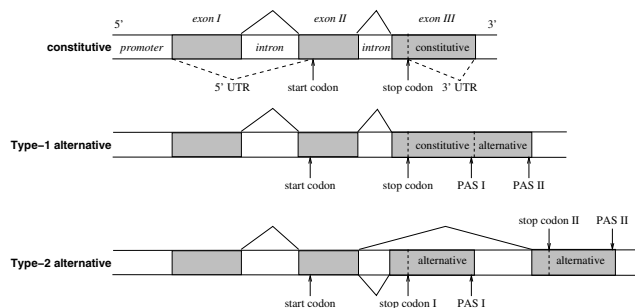 5' exon I exon II exon III 3'
constitutive promoter intron intron constitutive
5' UTR start codon stop codon 3' UTR
Type-1 alternative constitutive alternative
start codon stop codon PAS I PAS II
stop codon II PAS II
Type-2 alternative alternative alternative
start codon stop codon I PAS I